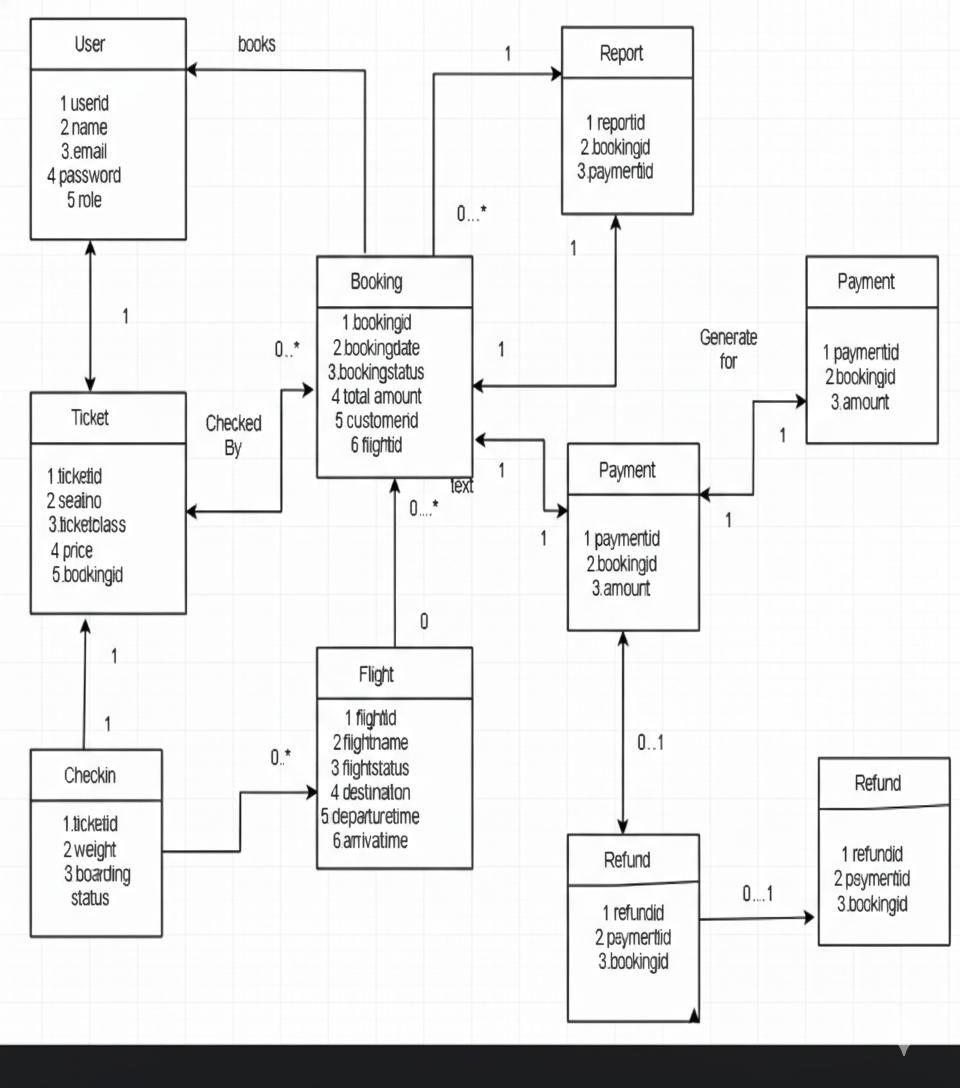 User
1 userid
2 name
3.email
4 password
5 role
books
1
Report
1 reportid
2.bookingid
3.paymentid
0...*
1
1
Booking
1.bookingid
2.bookingdate
3.bookingstatus
4 total amount
5 customerid
6 flightid
0..*
1
Generate
for
Payment
1 paymentid
2.bookingid
3.amount
1
Ticket
1.ticketid
2 seatno
3.ticketclass
4 price
5.bookingid
Checked
By
1
text
0....*
1
Payment
1 paymentid
2.bookingid
3.amount
1
1
1
0
Flight
1 flightid
2 flightname
3 flightstatus
4 destination
5 departuretime
6 arrivatime
0..*
0..1
Checkin
1.ticketid
2 weight
3 boarding
status
Refund
1 refundid
2 paymentid
3.bookingid
0....1
Refund
1 refundid
2 psymentid
3.bookingid